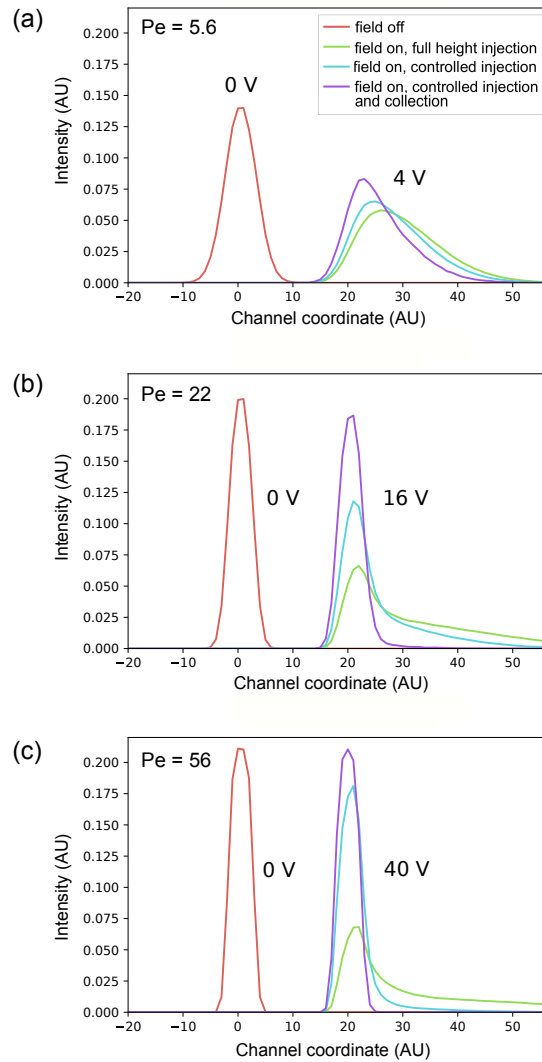 (a)
Pe = 5.6
field off
field on, full height injection
field on, controlled injection
field on, controlled injection
and collection
0 V
4 V
Intensity (AU)
0.200
0.175
0.150
0.125
0.100
0.075
0.050
0.025
0.000
−20 −10 0 10 20 30 40 50
Channel coordinate (AU)
(b)
Pe = 22
0 V
16 V
Intensity (AU)
0.200
0.175
0.150
0.125
0.100
0.075
0.050
0.025
0.000
−20 −10 0 10 20 30 40 50
Channel coordinate (AU)
(c)
Pe = 56
0 V
40 V
Intensity (AU)
0.200
0.175
0.150
0.125
0.100
0.075
0.050
0.025
0.000
−20 −10 0 10 20 30 40 50
Channel coordinate (AU)